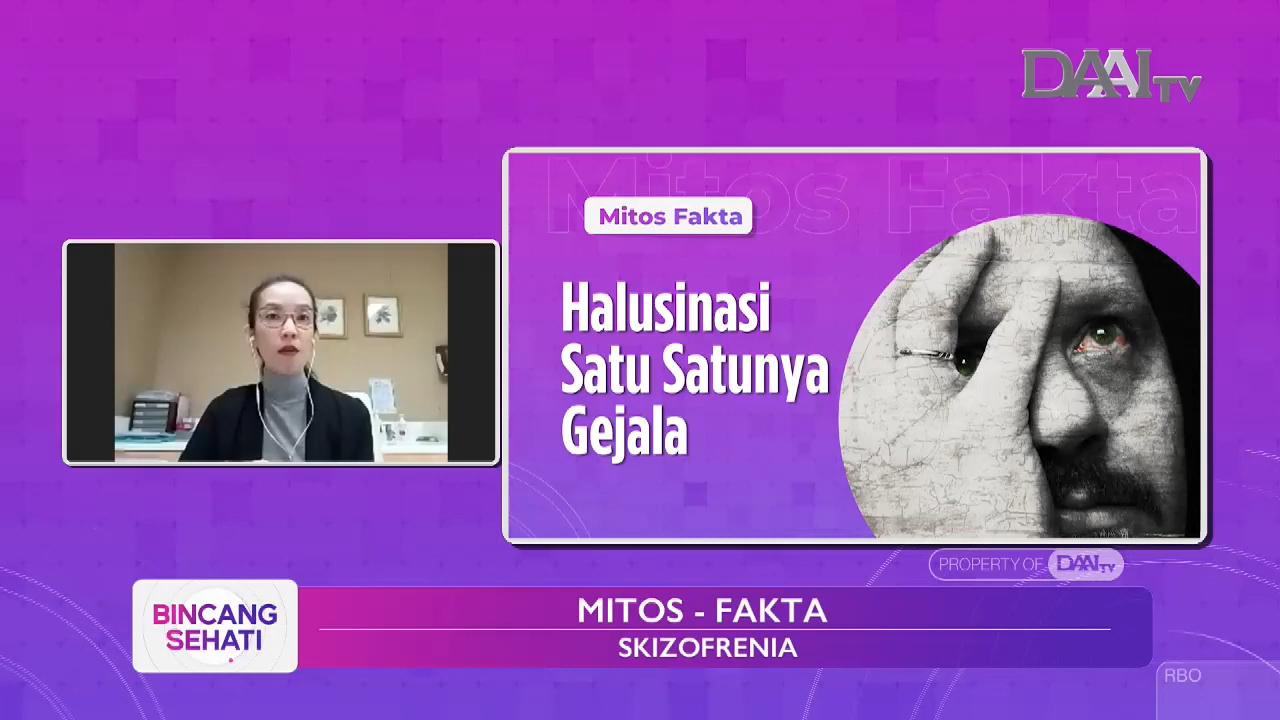 DAAI TV
Mitos Fakta
Mitos Fakta
Halusinasi
Satu Satunya
Gejala
PROPERTY OF DAAI TV
BINCANG
SEHATI
MITOS - FAKTA
SKIZOFRENIA
RBO